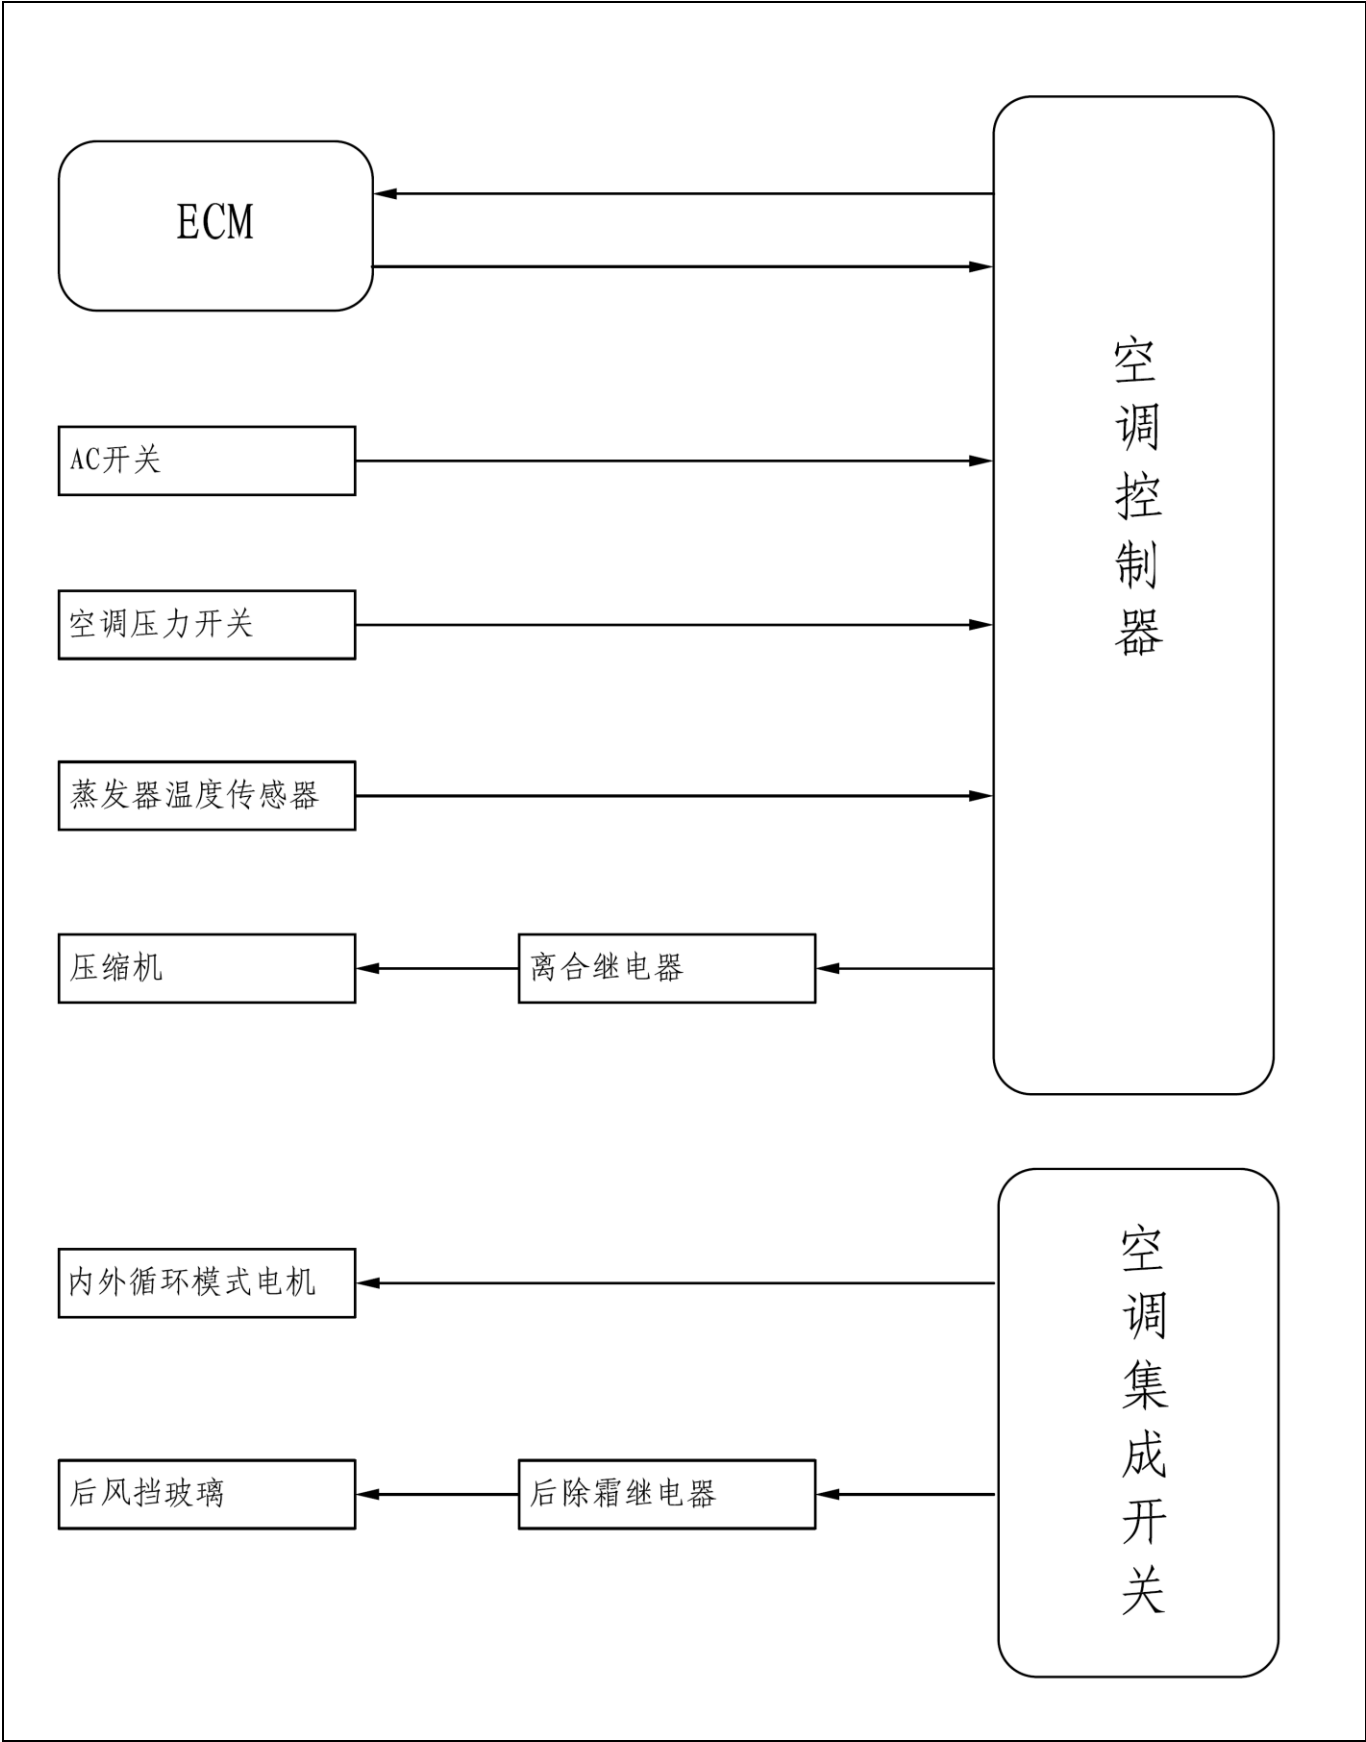 ECM
空调控制器
AC开关
空调压力开关
蒸发器温度传感器
压缩机
离合继电器
内外循环模式电机
空调集成开关
后风挡玻璃
后除霜继电器